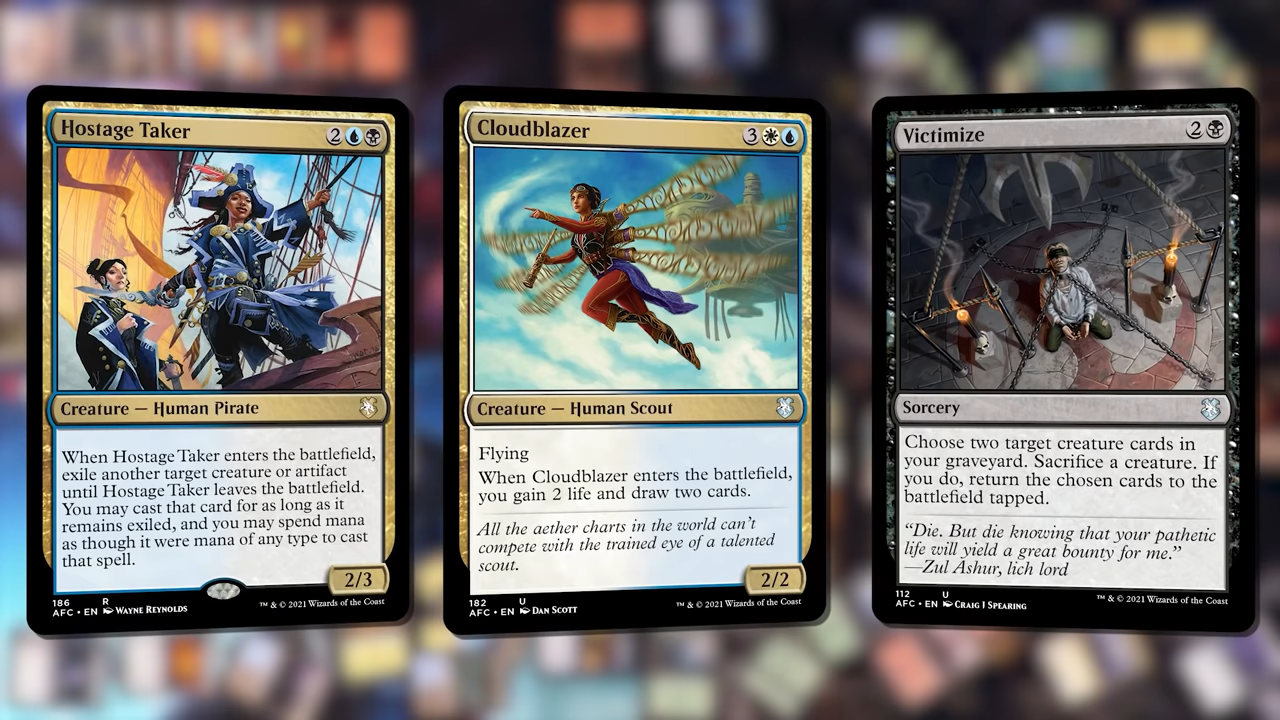 Hostage Taker 2
Creature — Human Pirate
When Hostage Taker enters the battlefield,
exile another target creature or artifact
until Hostage Taker leaves the battlefield.
You may cast that card for as long as it
remains exiled, and you may spend mana
as though it were mana of any type to cast
that spell.
2/3
186 R
AFC • EN Wayne Reynolds
™ & © 2021 Wizards of the Coast
Cloudblazer 3
Creature — Human Scout
Flying
When Cloudblazer enters the battlefield,
you gain 2 life and draw two cards.
All the aether charts in the world can’t
compete with the trained eye of a talented
scout.
2/2
182 U
AFC • EN Dan Scott
™ & © 2021 Wizards of the Coast
Victimize 2
Sorcery
Choose two target creature cards in
your graveyard. Sacrifice a creature. If
you do, return the chosen cards to the
battlefield tapped.
“Die. But die knowing that your pathetic
life will yield a great bounty for me.”
—Zul Ashur, lich lord
112 U
AFC • EN Craig J Spearing
™ & © 2021 Wizards of the Coast